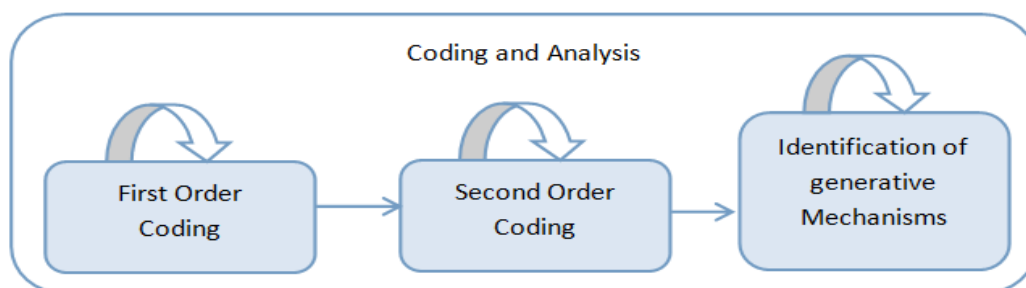 Coding and Analysis
First Order
Coding
Second Order
Coding
Identification of
generative
Mechanisms